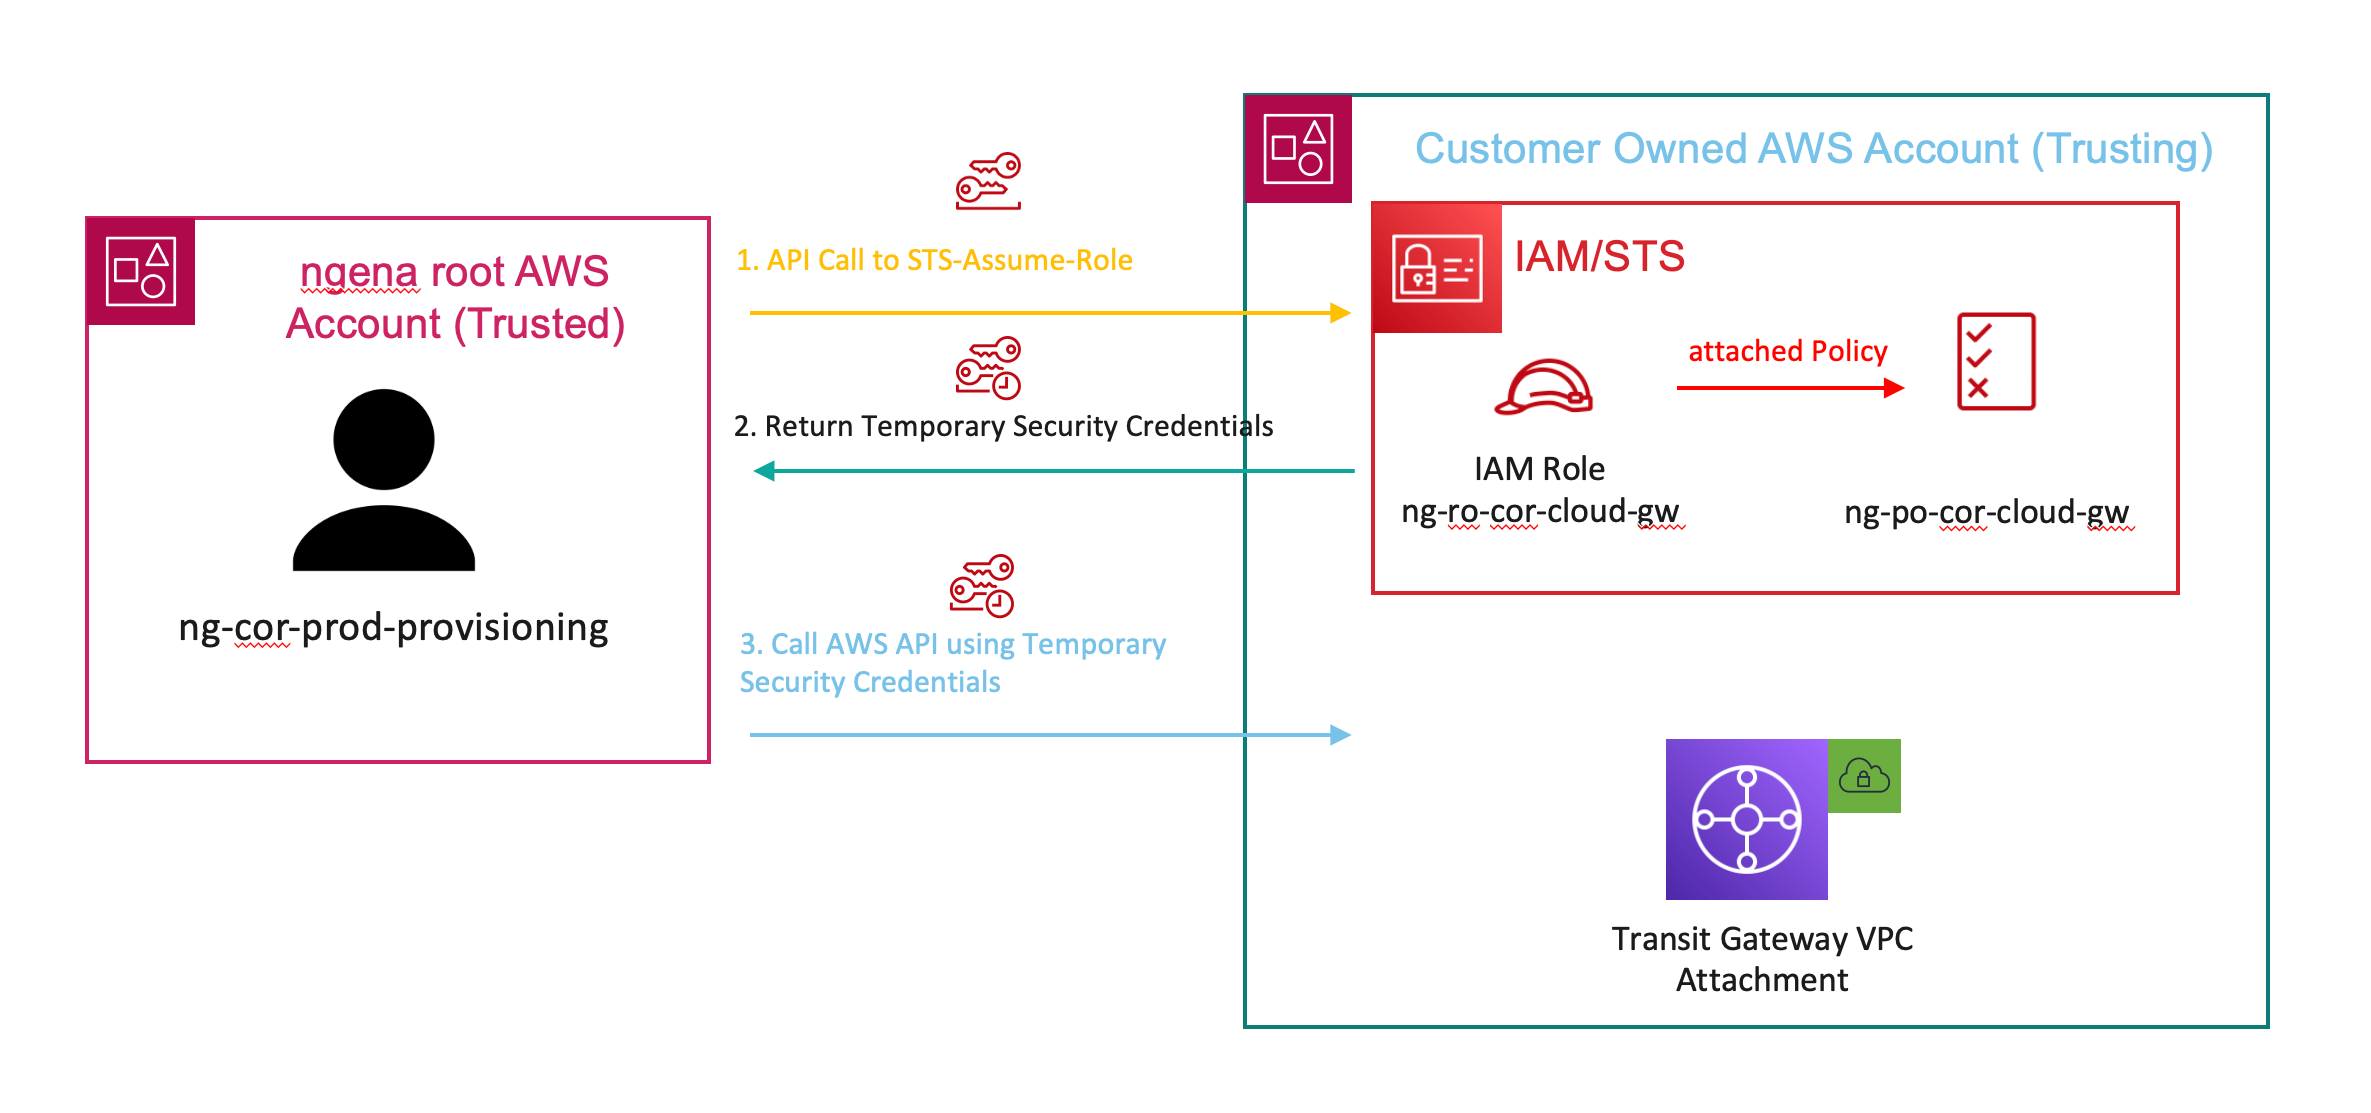 Customer Owned AWS Account (Trusting)
ngena root AWS
Account (Trusted)
ng-cor-prod-provisioning
1. API Call to STS-Assume-Role
2. Return Temporary Security Credentials
3. Call AWS API using Temporary
Security Credentials
IAM/STS
attached Policy
IAM Role
ng-ro-cor-cloud-gw
ng-po-cor-cloud-gw
Transit Gateway VPC
Attachment